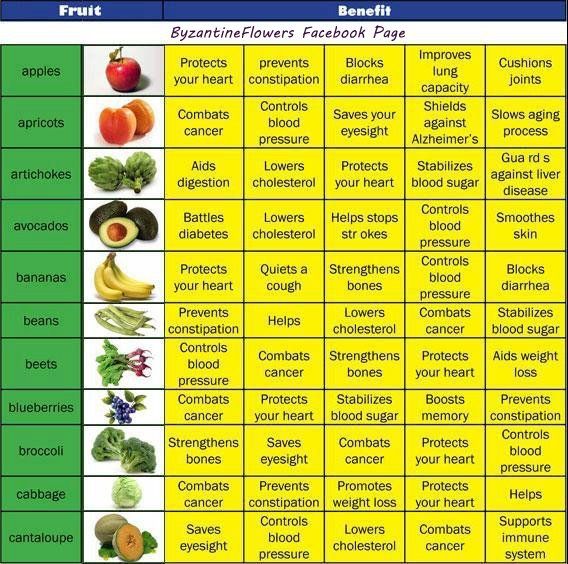 Fruit
Benefit
ByzantineFlowers Facebook Page
apples
Protects
your heart
prevents
constipation
Blocks
diarrhea
Improves
lung
capacity
Cushions
joints
apricots
Combats
cancer
Controls
blood
pressure
Saves your
eyesight
Shields
against
Alzheimer's
Slows aging
process
artichokes
Aids
digestion
Lowers
cholesterol
Protects
your heart
Stabilizes
blood sugar
Gua rd s
against liver
disease
avocados
Battles
diabetes
Lowers
cholesterol
Helps stops
str okes
Controls
blood
pressure
Smoothes
skin
bananas
Protects
your heart
Quiets a
cough
Strengthens
bones
Controls
blood
pressure
Blocks
diarrhea
beans
Prevents
constipation
Helps
Lowers
cholesterol
Combats
cancer
Stabilizes
blood sugar
beets
Controls
blood
pressure
Combats
cancer
Strengthens
bones
Protects
your heart
Aids weight
loss
blueberries
Combats
cancer
Protects
your heart
Stabilizes
blood sugar
Boosts
memory
Prevents
constipation
broccoli
Strengthens
bones
Saves
eyesight
Combats
cancer
Protects
your heart
Controls
blood
pressure
cabbage
Combats
cancer
Prevents
constipation
Promotes
weight loss
Protects
your heart
Helps
cantaloupe
Saves
eyesight
Controls
blood
pressure
Lowers
cholesterol
Combats
cancer
Supports
immune
system